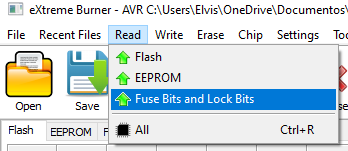 eXtreme Burner - AVR C:\Users\Elvis\OneDrive\Documentos\
File Recent Files Read Write Erase Chip Settings Tool
Flash
EEPROM
Fuse Bits and Lock Bits
All Ctrl+R
Open Save
Flash EEPROM